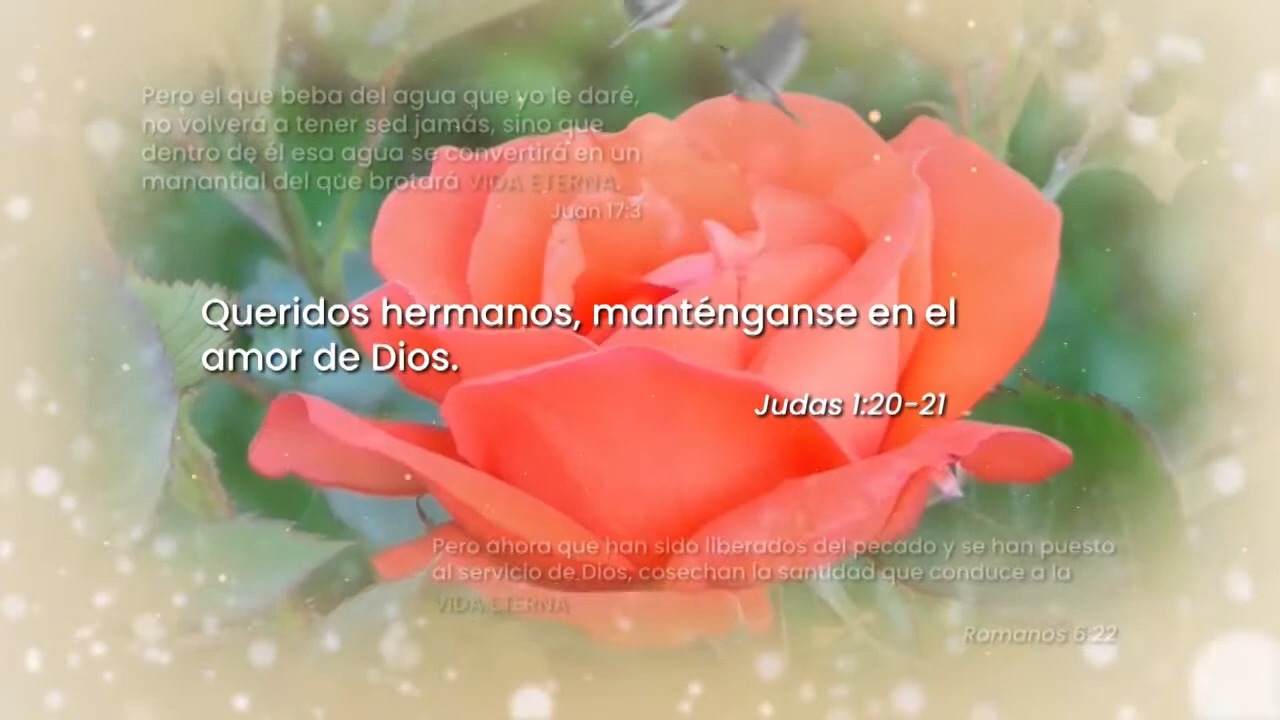 Pero el que beba del agua que yo le daré,
no volverá a tener sed jamás, sino que
dentro de él esa agua se convertirá en un
manantial del que brotará VIDA ETERNA.
Juan 17:3
Queridos hermanos, manténganse en el
amor de Dios.
Judas 1:20-21
Pero ahora que han sido liberados del pecado y se han puesto
al servicio de Dios, cosechan la santidad que conduce a la
VIDA ETERNA
Romanos 6:22